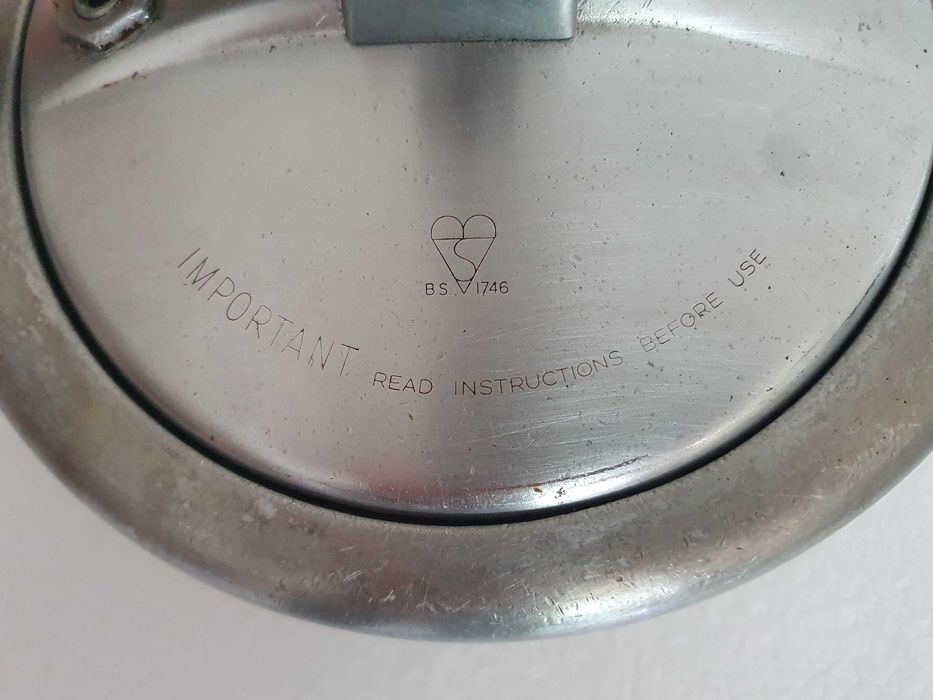 B.S. 1746
IMPORTANT READ INSTRUCTIONS BEFORE USE